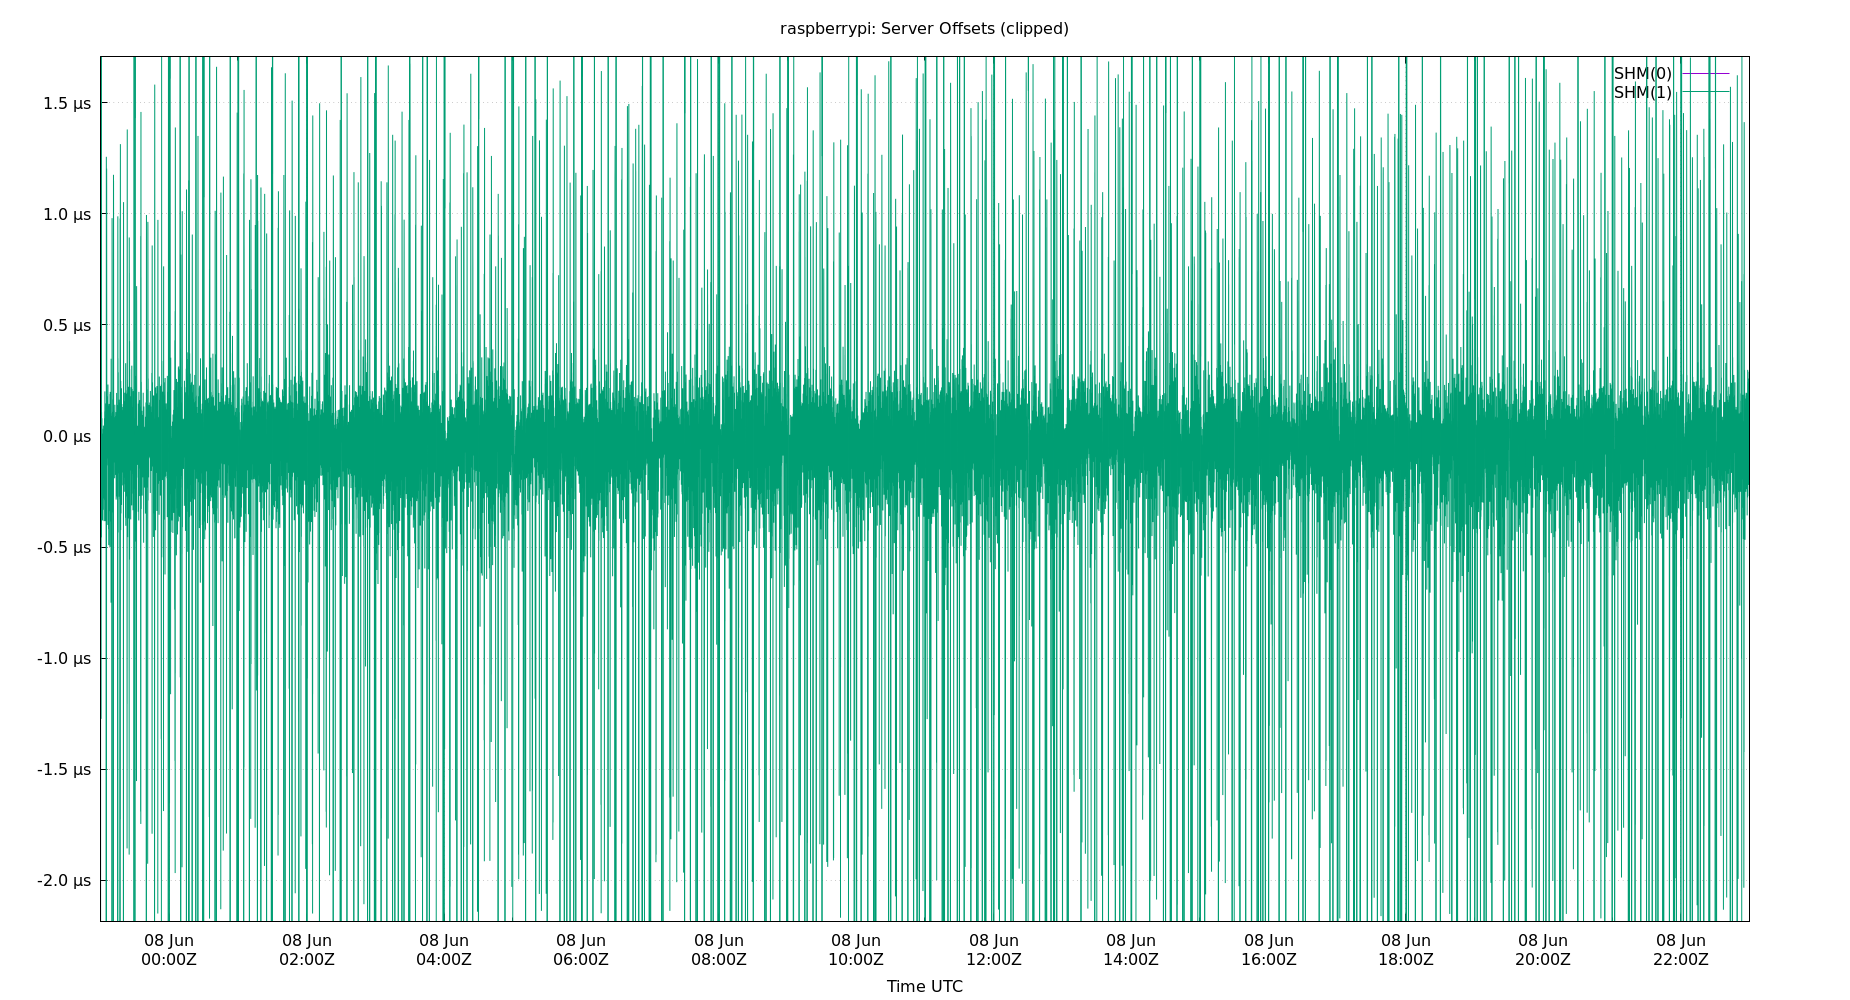 raspberrypi: Server Offsets (clipped)
SHM(0)
SHM(1)
1.5 µs
1.0 µs
0.5 µs
0.0 µs
-0.5 µs
-1.0 µs
-1.5 µs
-2.0 µs
08 Jun 08 Jun 08 Jun 08 Jun 08 Jun 08 Jun 08 Jun 08 Jun 08 Jun 08 Jun 08 Jun 08 Jun
00:00Z 02:00Z 04:00Z 06:00Z 08:00Z 10:00Z 12:00Z 14:00Z 16:00Z 18:00Z 20:00Z 22:00Z
Time UTC